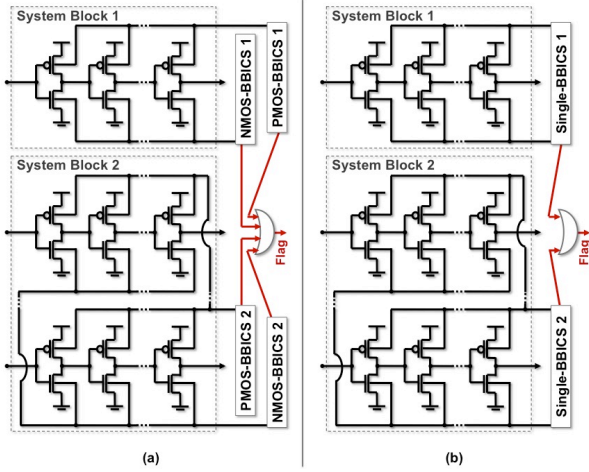 System Block 1
NMOS-BBICS 1
PMOS-BBICS 1
System Block 2
Flag
PMOS-BBICS 2
NMOS-BBICS 2
(a)
System Block 1
Single-BBICS 1
System Block 2
Flag
Single-BBICS 2
(b)